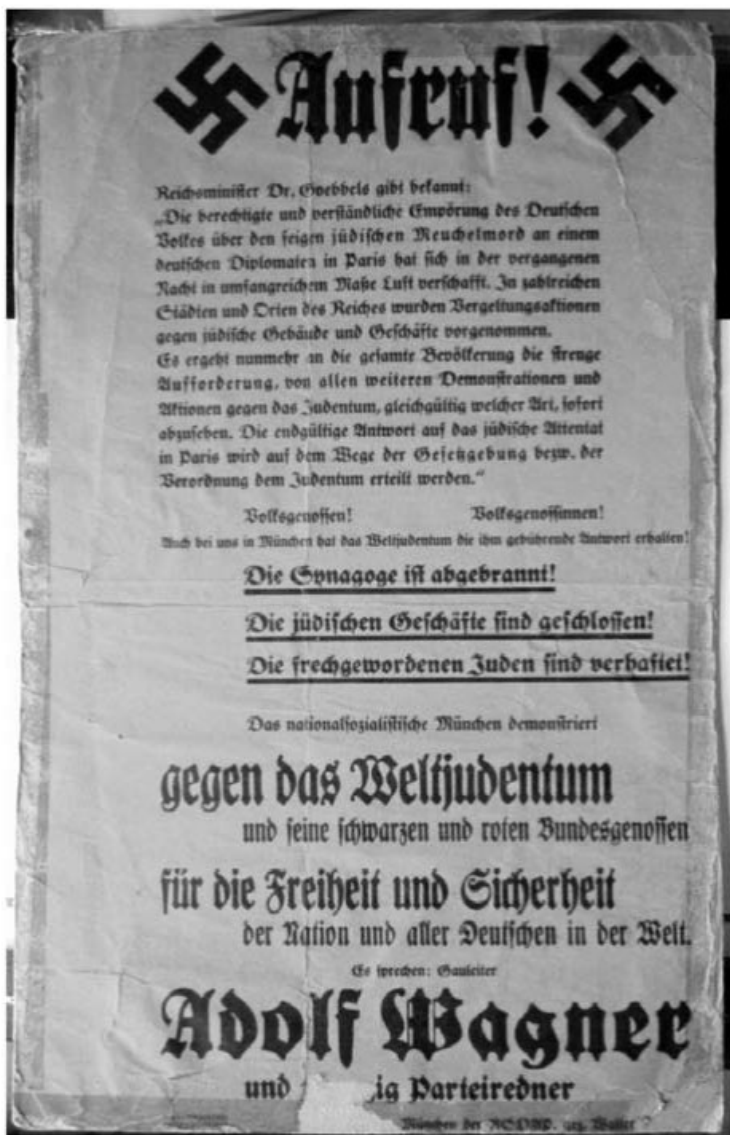 Aufruf!
Reichsminister Dr. Goebbels gibt bekannt:
„Die berechtigte und verständliche Empörung des Deutschen
Volkes über den feigen jüdischen Meuchelmord an einem
deutschen Diplomaten in Paris hat sich in der vergangenen
Nacht in umfangreichem Maße Luft verschafft. In zahlreichen
Städten und Orten des Reiches wurden Vergeltungsaktionen
gegen jüdische Gebäude und Geschäfte vorgenommen.
Es ergeht nunmehr an die gesamte Bevölkerung die strenge
Aufforderung, von allen weiteren Demonstrationen und
Aktionen gegen das Judentum, gleichgültig welcher Art, sofort
abzusehen. Die endgültige Antwort auf das jüdische Attentat
in Paris wird auf dem Wege der Gesetzgebung bezw. der
Verordnung dem Judentum erteilt werden.“
Volksgenossen! Volksgenossinnen!
Auch bei uns in München hat das Weltjudentum die ihm gebührende Antwort erhalten!
Die Synagoge ist abgebrannt!
Die jüdischen Geschäfte sind geschlossen!
Die frechgewordenen Juden sind verhaftet!
Das nationalsozialistische München demonstriert
gegen das Weltjudentum
und seine schwarzen und roten Bundesgenossen
für die Freiheit und Sicherheit
der Nation und aller Deutschen in der Welt.
Es sprechen: Gauleiter
Adolf Wagner
und ig Parteiredner
München der NSDAP. gez.